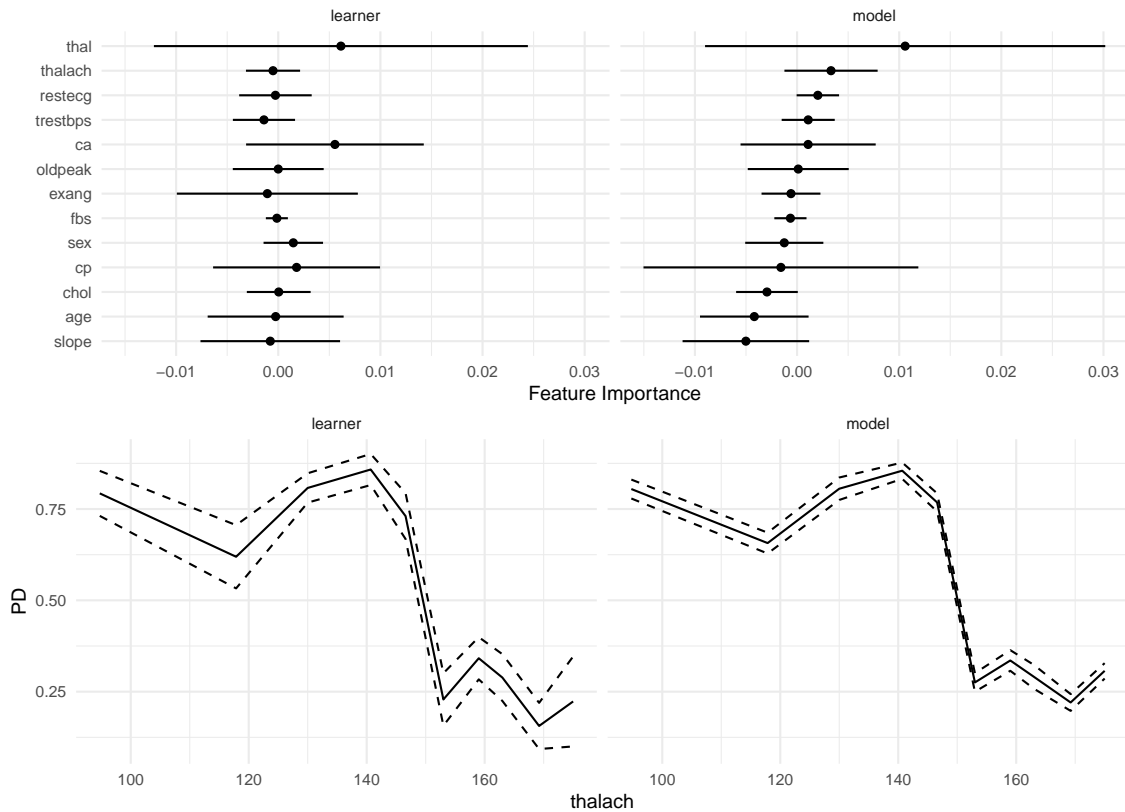 learner model
thal
thalach
restecg
trestbps
ca
oldpeak
exang
fbs
sex
cp
chol
age
slope
−0.01 0.00 0.01 0.02 0.03 −0.01 0.00 0.01 0.02 0.03
Feature Importance
learner model
0.75
0.50
0.25
PD
100 120 140 160 100 120 140 160
thalach